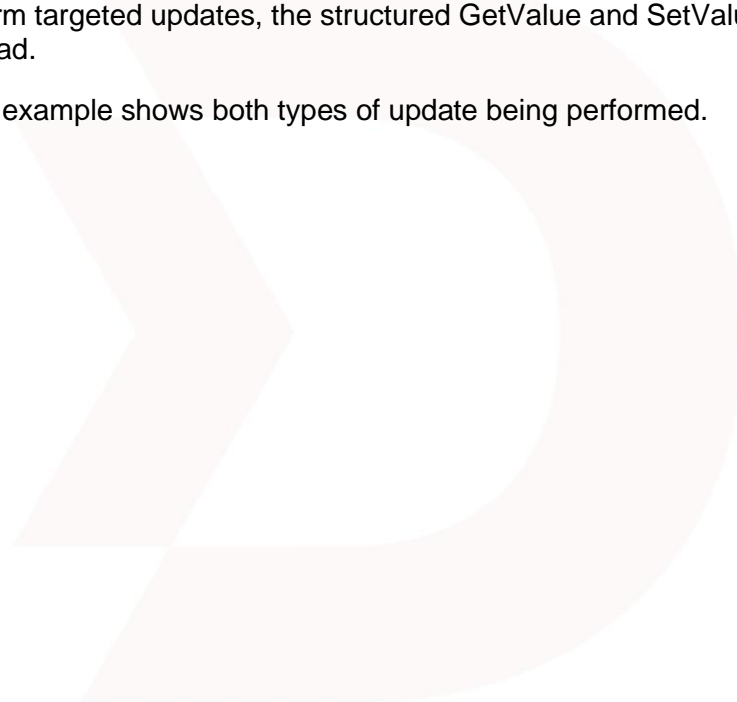 rm targeted updates, the structured GetValue and SetValu
ad.
example shows both types of update being performed.